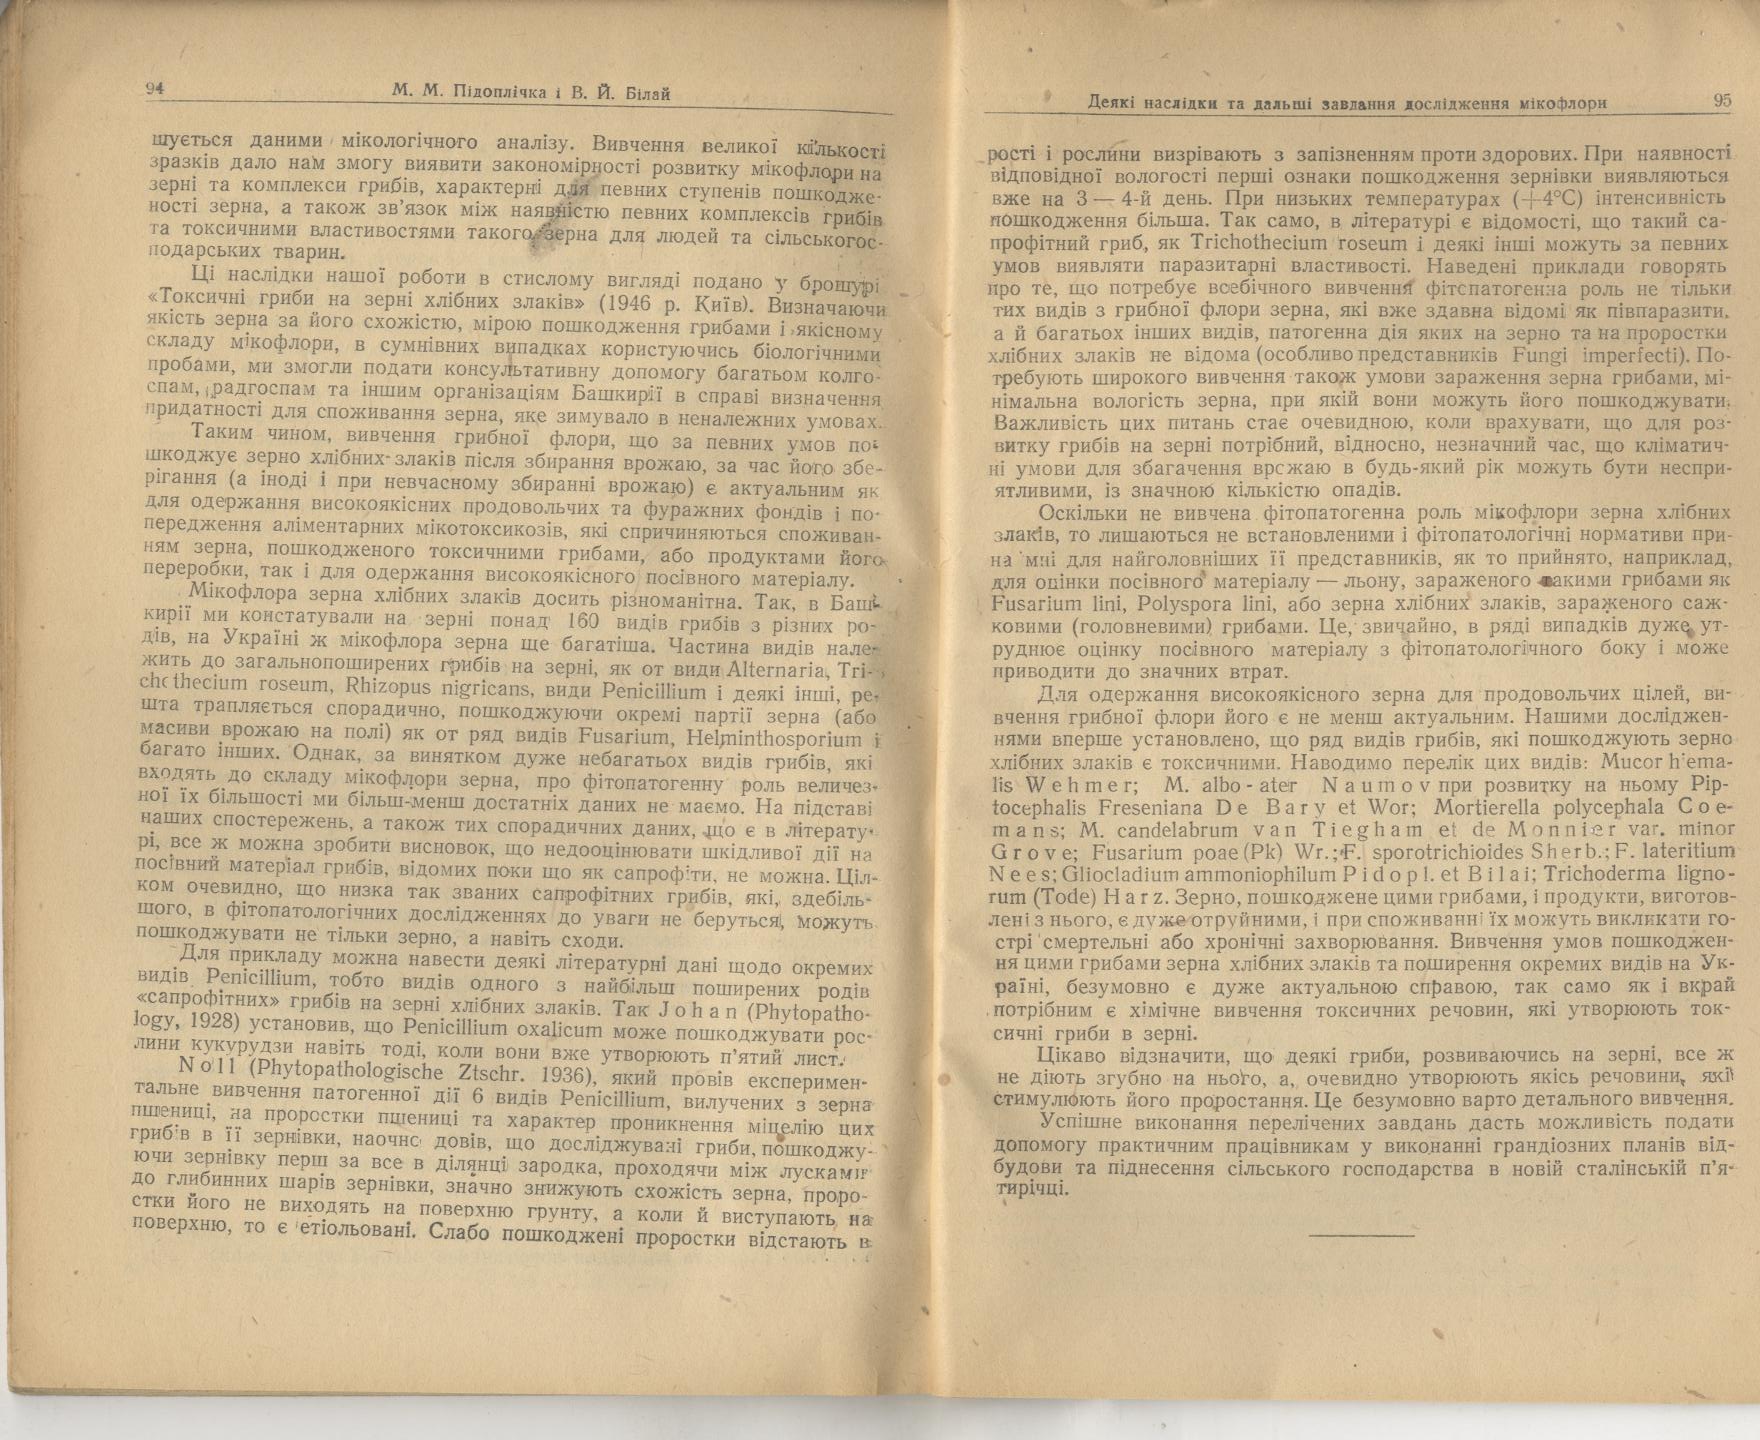 94
М. М. Підоплічка і В. Й. Білай
шується даними мікологічного аналізу. Вивчення великої кількості
зразків дало нам змогу виявити закономірності розвитку мікофлори на
зерні та комплекси грибів, характерні для певних ступенів пошкодже-
ності зерна, а також зв’язок між наявністю певних комплексів грибів
та токсичними властивостями такого зерна для людей та сільськогос-
подарських тварин.
Ці наслідки нашої роботи в стислому вигляді подано у брошурі
«Токсичні гриби на зерні хлібних злаків» (1946 р. Київ). Визначаючи
якість зерна за його схожістю, мірою пошкодження грибами і якісному
складу мікофлори, в сумнівних випадках користуючись біологічними
пробами, ми змогли подати консультативну допомогу багатьом колго-
спам, радгоспам та іншим організаціям Башкирії в справі визначення
придатності для споживання зерна, яке зимувало в неналежних умовах.
Таким чином, вивчення грибної флори, що за певних умов по-
шкоджує зерно хлібних злаків після збирання врожаю, за час його збе-
рігання (а іноді і при невчасному збиранні врожаю) є актуальним як
для одержання високоякісних продовольчих та фуражних фондів і по-
передження аліментарних мікотоксикозів, які спричиняються споживан-
ням зерна, пошкодженого токсичними грибами, або продуктами його
переробки, так і для одержання високоякісного посівного матеріалу.
Мікофлора зерна хлібних злаків досить різноманітна. Так, в Баш-
кирії ми констатували на зерні понад 160 видів грибів з різних ро-
дів, на Україні ж мікофлора зерна ще багатіша. Частина видів нале-
жить до загальнопоширених грибів на зерні, як от види Alternaria, Tri-
chothecium roseum, Rhizopus nigricans, види Penicillium і деякі інші, ре-
шта трапляється спорадично, пошкоджуючи окремі партії зерна (або
масиви врожаю на полі) як от ряд видів Fusarium, Helminthosporium і
багато інших. Однак, за винятком дуже небагатьох видів грибів, які
входять до складу мікофлори зерна, про фітопатогенну роль величез-
ної їх більшості ми більш-менш достатніх даних не маємо. На підставі
наших спостережень, а також тих спорадичних даних, що є в літерату-
рі, все ж можна зробити висновок, що недооцінювати шкідливої дії на
посівний матеріал грибів, відомих поки що як сапрофіти, не можна. Ціл-
ком очевидно, що низка так званих сапрофітних грибів, які, здебіль-
шого, в фітопатологічних дослідженнях до уваги не беруться, можуть
пошкоджувати не тільки зерно, а навіть сходи.
Для прикладу можна навести деякі літературні дані щодо окремих
видів Penicillium, тобто видів одного з найбільш поширених родів
«сапрофітних» грибів на зерні хлібних злаків. Так Johan (Phytopatho-
logy, 1928) установив, що Penicillium oxalicum може пошкоджувати рос-
лини кукурудзи навіть тоді, коли вони вже утворюють п’ятий лист.
Noll (Phytopathologische Ztschr. 1936), який провів експеримен-
тальне вивчення патогенної дії 6 видів Penicillium, вилучених з зерна
пшениці, на проростки пшениці та характер проникнення міцелію цих
грибів в її зернівки, наочно довів, що досліджувані гриби, пошкоджу-
ючи зернівку перш за все в ділянці зародка, проходячи між лусками
до глибинних шарів зернівки, значно знижують схожість зерна, проро-
стки його не виходять на поверхню грунту, а коли й виступають на
поверхню, то є етіольовані. Слабо пошкоджені проростки відстають в
Деякі наслідки та дальші завдання дослідження мікофлори
95
рості і рослини визрівають з запізненням проти здорових. При наявності
відповідної вологості перші ознаки пошкодження зернівки виявляються
вже на 3 — 4-й день. При низьких температурах (+4°С) інтенсивність
пошкодження більша. Так само, в літературі є відомості, що такий са-
профітний гриб, як Trichothecium roseum і деякі інші можуть за певних
умов виявляти паразитарні властивості. Наведені приклади говорять
про те, що потребує всебічного вивчення фітопатогенна роль не тільки
тих видів з грибної флори зерна, які вже здавна відомі як півпаразити,
а й багатьох інших видів, патогенна дія яких на зерно та на проростки
хлібних злаків не відома (особливо представників Fungi imperfecti). По-
требують широкого вивчення також умови зараження зерна грибами, мі-
німальна вологість зерна, при якій вони можуть його пошкоджувати.
Важливість цих питань стає очевидною, коли врахувати, що для роз-
витку грибів на зерні потрібний, відносно, незначний час, що кліматич-
ні умови для збагачення врожаю в будь-який рік можуть бути неспри-
ятливими, із значною кількістю опадів.
Оскільки не вивчена фітопатогенна роль мікофлори зерна хлібних
злаків, то лишаються не встановленими і фітопатологічні нормативи при-
на мні для найголовніших її представників, як то прийнято, наприклад,
для оцінки посівного матеріалу — льону, зараженого такими грибами як
Fusarium lini, Polyspora lini, або зерна хлібних злаків, зараженого саж-
ковими (головневими) грибами. Це, звичайно, в ряді випадків дуже ут-
руднює оцінку посівного матеріалу з фітопатологічного боку і може
приводити до значних втрат.
Для одержання високоякісного зерна для продовольчих цілей, ви-
вчення грибної флори його є не менш актуальним. Нашими досліджен-
нями вперше установлено, що ряд видів грибів, які пошкоджують зерно
хлібних злаків є токсичними. Наводимо перелік цих видів: Mucor h'ema-
lis Wehmer; M. albo - ater Naumov при розвитку на ньому Pip-
tocephalis Freseniana De Bary et Wor; Mortierella polycephala Coe-
mans; M. candelabrum van Tiegham et de Monnier var. minor
Grove; Fusarium poae (Pk) Wr.; F. sporotrichioides Sherb.; F. lateritium
Nees; Gliocladium ammoniophilum Pidopl. et Bilai; Trichoderma ligno-
rum (Tode) Harz. Зерно, пошкоджене цими грибами, і продукти, виготов-
лені з нього, є дуже отруйними, і при споживанні їх можуть викликати го-
стрі смертельні або хронічні захворювання. Вивчення умов пошкоджен-
ня цими грибами зерна хлібних злаків та поширення окремих видів на Ук-
раїні, безумовно є дуже актуальною справою, так само як і вкрай
потрібним є хімічне вивчення токсичних речовин, які утворюють ток-
сичні гриби в зерні.
Цікаво відзначити, що деякі гриби, розвиваючись на зерні, все ж
не діють згубно на нього, а, очевидно утворюють якісь речовини, які
стимулюють його проростання. Це безумовно варто детального вивчення.
Успішне виконання перелічених завдань дасть можливість подати
допомогу практичним працівникам у виконанні грандіозних планів від-
будови та піднесення сільського господарства в новій сталінській п’я-
тирічці.